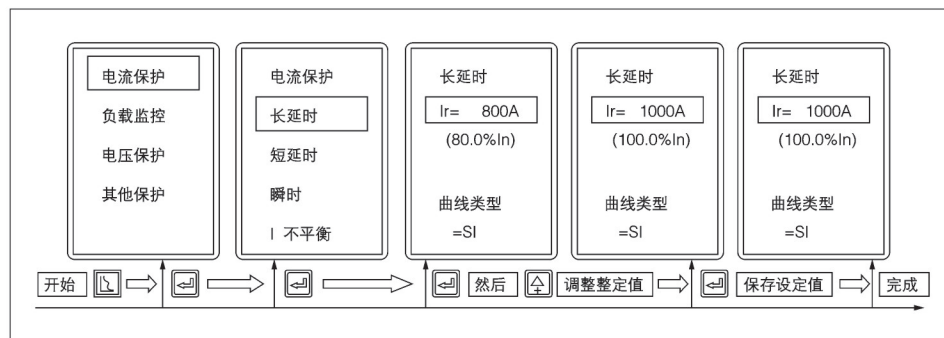 电流保护
负载监控
电压保护
其他保护
电流保护
长延时
短延时
瞬时
I 不平衡
长延时
Ir= 800A
(80.0%In)
曲线类型
=SI
长延时
Ir= 1000A
(100.0%In)
曲线类型
=SI
长延时
Ir= 1000A
(100.0%In)
曲线类型
=SI
开始 然后 调整整定值 保存设定值 完成